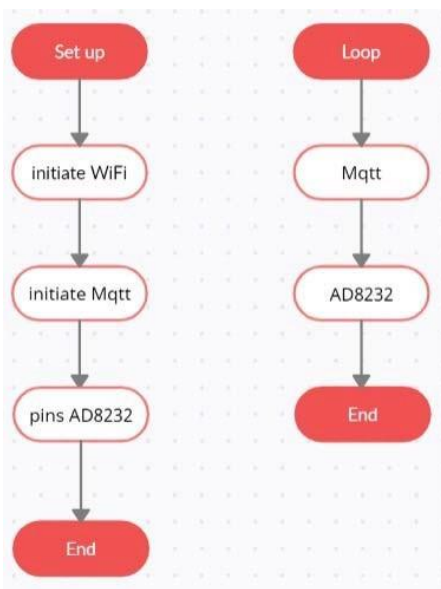 Set up
initiate WiFi
initiate Mqtt
pins AD8232
End
Loop
Mqtt
AD8232
End